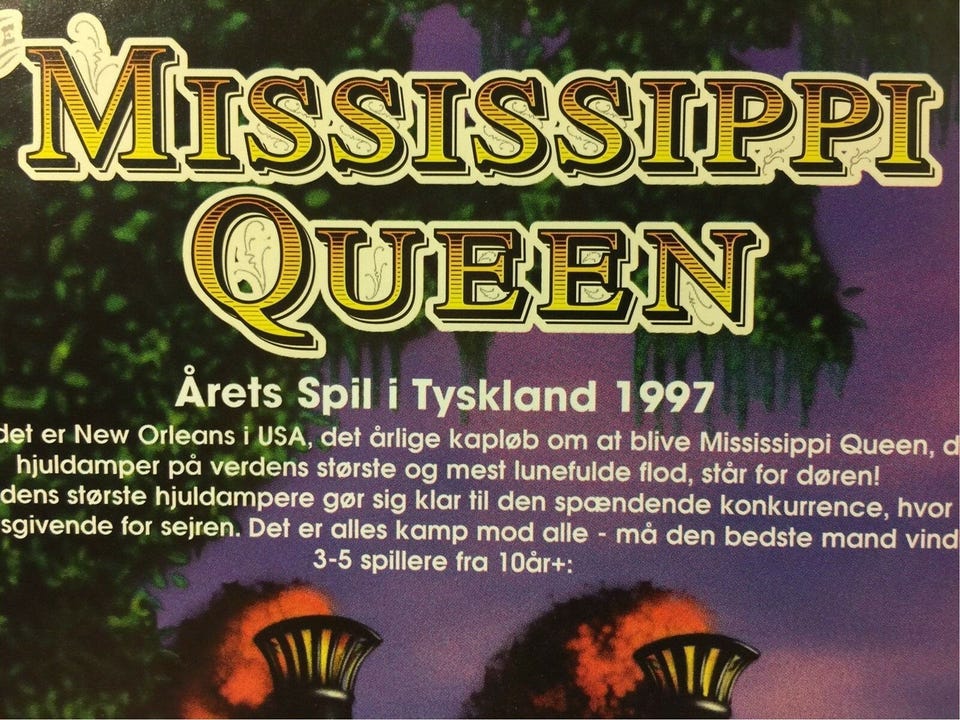 MISSISSIPPI
QUEEN
Årets Spil i Tyskland 1997
det er New Orleans i USA, det årlige kapløb om at blive Mississippi Queen, d
hjuldamper på verdens største og mest lunefulde flod, står for døren!
dens største hjuldampere gør sig klar til den spændende konkurrence, hvor
sgivende for sejren. Det er alles kamp mod alle - må den bedste mand vind
3-5 spillere fra 10år+: